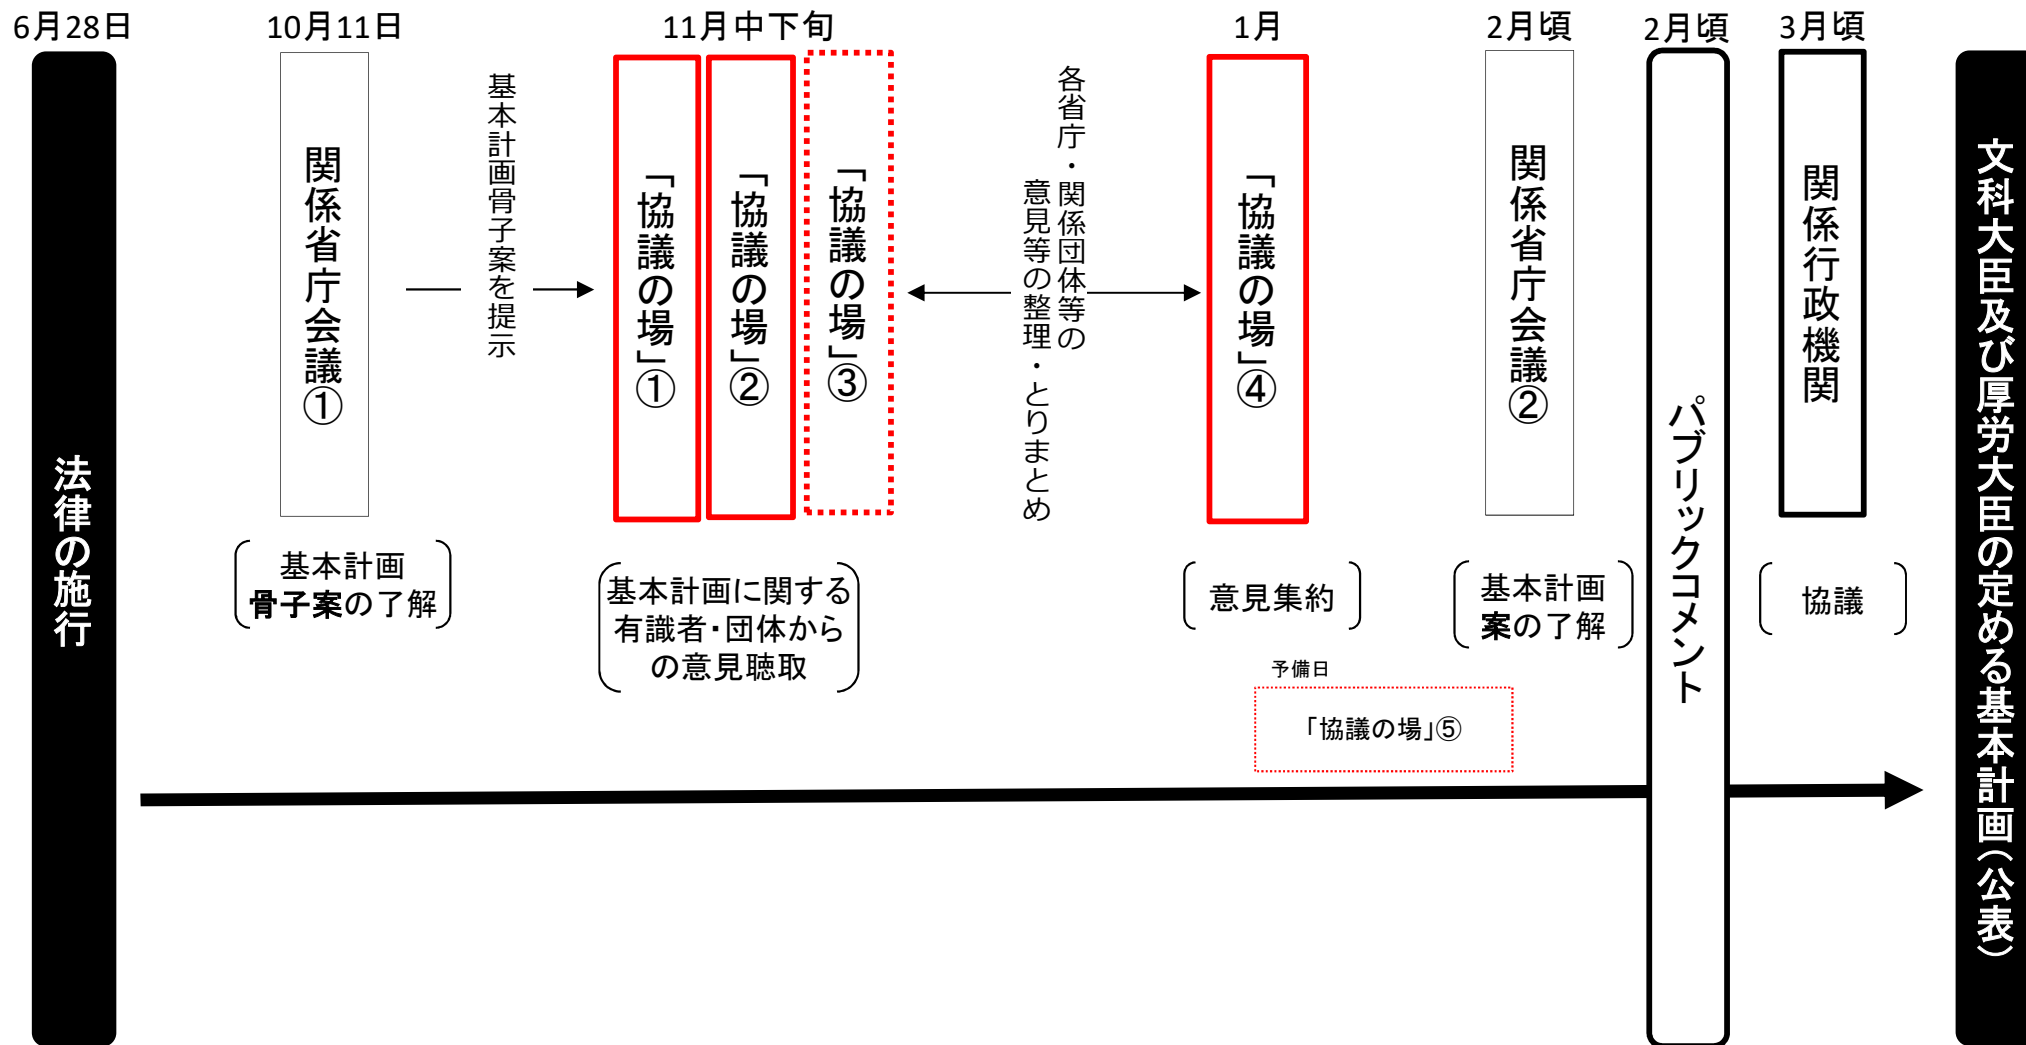 6月28日
法律の施行
10月11日
関係省庁会議①
基本計画
骨子案の了解
基本計画骨子案を提示
11月中下旬
「協議の場」①
「協議の場」②
「協議の場」③
基本計画に関する
有識者・団体から
の意見聴取
各省庁・関係団体等の
意見等の整理・とりまとめ
1月
「協議の場」④
意見集約
予備日
「協議の場」⑤
2月頃
関係省庁会議②
基本計画
案の了解
2月頃
パブリックコメント
3月頃
関係行政機関
協議
文科大臣及び厚労大臣の定める基本計画（公表）